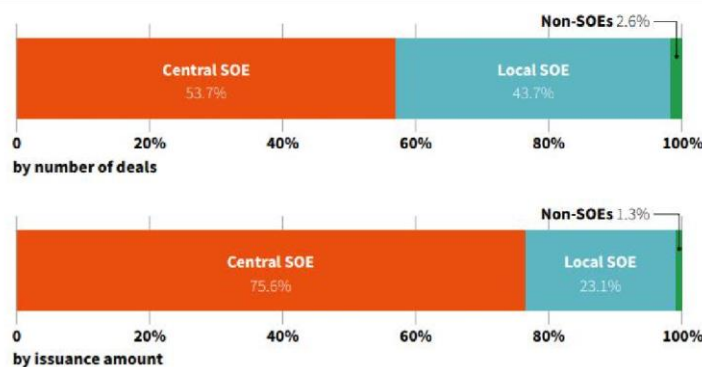 Non-SOEs 2.6%
Central SOE
Local SOE
53.7%
43.7%
0
20%
40%
60%
80%
100%
by number of deals
Non-SOEs 1.3%
Central SOE
Local SOE
75.6%
23.1%
0
20%
40%
60%
80%
100%
by issuance amount